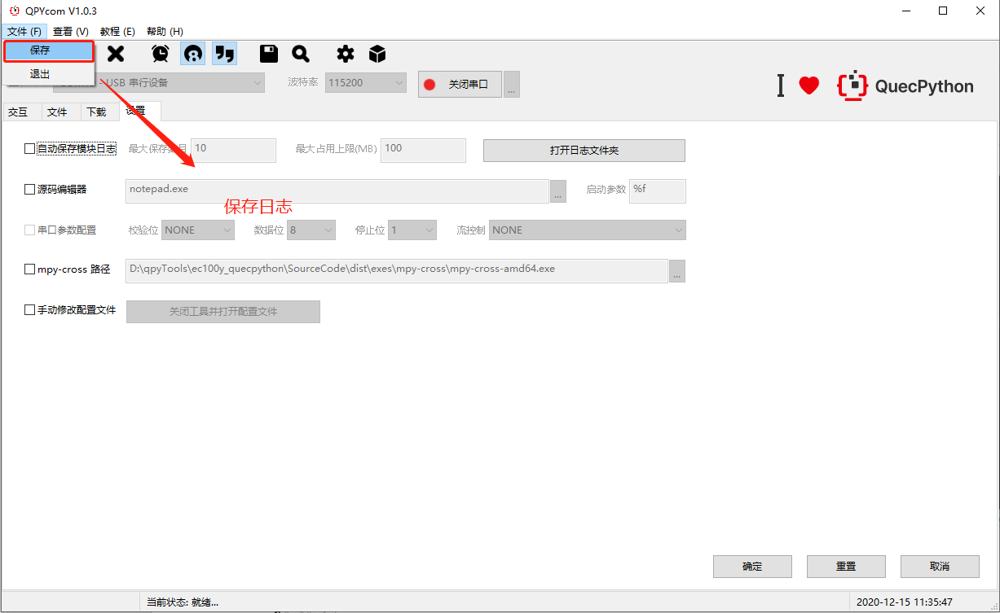 QPYcom V1.0.3
文件 (F) 查看 (V) 教程 (E) 帮助 (H)
保存
退出
- USB 串行设备 波特率 115200 关闭串口 ...
I QuecPython
交互 文件 下载 设置
自动保存模块日志 最大保存数目 10 最大占用上限(MB) 100 打开日志文件夹
源码编辑器 notepad.exe ... 启动参数 %f
保存日志
串口参数配置 校验位 NONE 数据位 8 停止位 1 流控制 NONE
mpy-cross 路径 D:\qpyTools\ec100y_quecpython\SourceCode\dist\exes\mpy-cross\mpy-cross-amd64.exe ...
手动修改配置文件 关闭工具并打开配置文件
确定 重置 取消
当前状态: 就绪... 2020-12-15 11:35:47